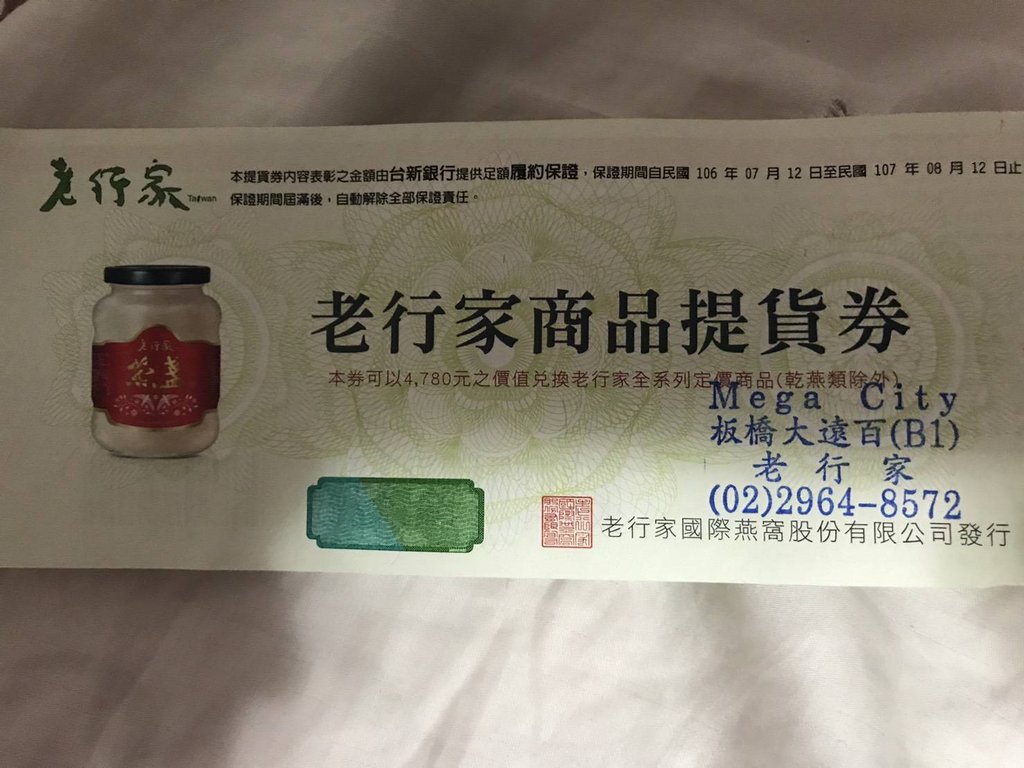 老行家 Taiwan
本提貨券內容表彰之金額由台新銀行提供足額履約保證，保證期間自民國 106 年 07 月 12 日至民國 107 年 08 月 12 日止
保證期間屆滿後，自動解除全部保證責任。
老行家商品提貨券
本券可以4,780元之價值兌換老行家全系列定價商品(乾燕類除外)
老行家
燕盞
Mega City
板橋大遠百(B1)
老行家
(02)2964-8572
老行家國際燕窩股份有限公司發行